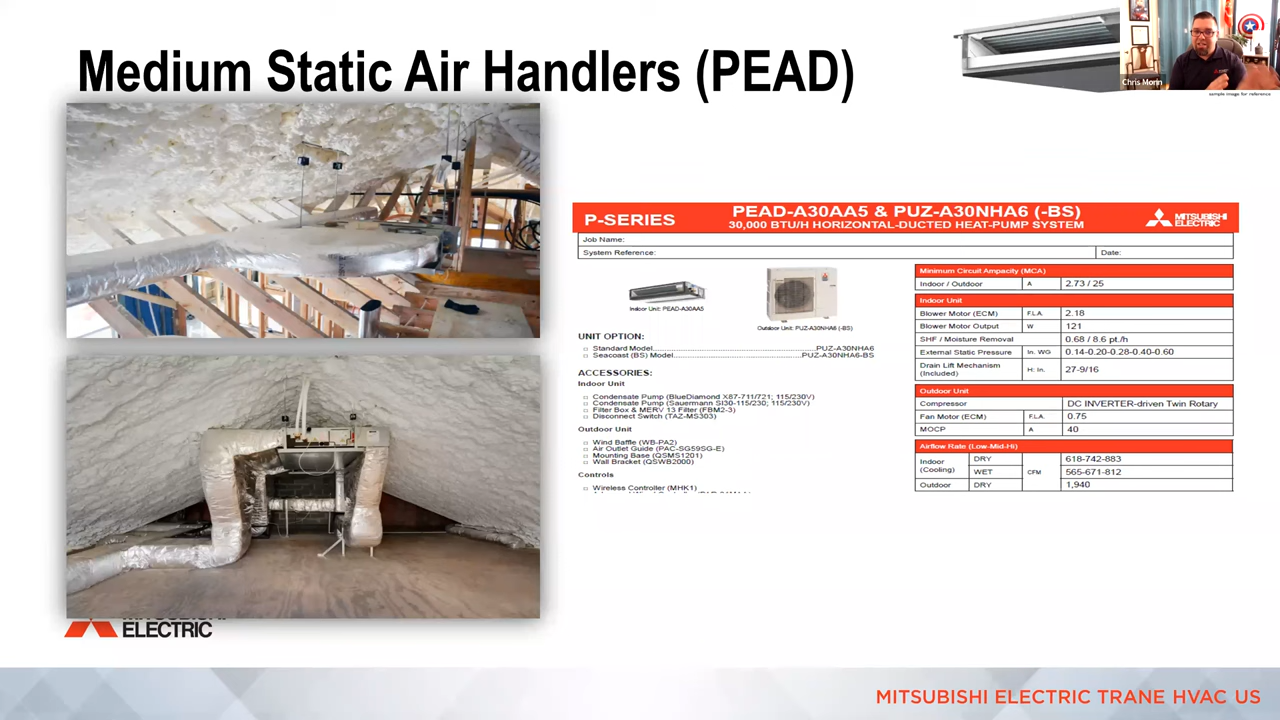 Medium Static Air Handlers (PEAD)
Chris Morin
sample image for reference
P-SERIES
PEAD-A30AA5 & PUZ-A30NHA6 (-BS)
30,000 BTU/H HORIZONTAL-DUCTED HEAT-PUMP SYSTEM
MITSUBISHI
ELECTRIC
Job Name:
System Reference:
Date:
Indoor Unit: PEAD-A30AA5
Outdoor Unit: PUZ-A30NHA6 (-BS)
UNIT OPTION:
Standard Model.....PUZ-A30NHA6
Seacoast (BS) Model.....PUZ-A30NHA6-BS
ACCESSORIES:
Indoor Unit
Condensate Pump (BlueDiamond X87-711/721; 115/230V)
Condensate Pump (Sauermann SI30-115/230; 115/230V)
Filter Box & MERV 13 Filter (FBM2-3)
Disconnect Switch (TAZ-MS303)
Outdoor Unit
Wind Baffle (WB-PA2)
Air Outlet Guide (PAC-SG59SG-E)
Mounting Base (QSMS1201)
Wall Bracket (QSWB2000)
Controls
Wireless Controller (MHK1)
Minimum Circuit Ampacity (MCA)
Indoor / Outdoor A 2.73 / 25
Indoor Unit
Blower Motor (ECM) F.L.A. 2.18
Blower Motor Output W 121
SHF / Moisture Removal 0.68 / 8.6 pt./h
External Static Pressure In. WG 0.14-0.20-0.28-0.40-0.60
Drain Lift Mechanism
(Included) H: In. 27-9/16
Outdoor Unit
Compressor DC INVERTER-driven Twin Rotary
Fan Motor (ECM) F.L.A. 0.75
MOCP A 40
Airflow Rate (Low-Mid-Hi)
Indoor
(Cooling) DRY 618-742-883
WET CFM 565-671-812
Outdoor DRY 1,940
ELECTRIC
MITSUBISHI ELECTRIC TRANE HVAC US